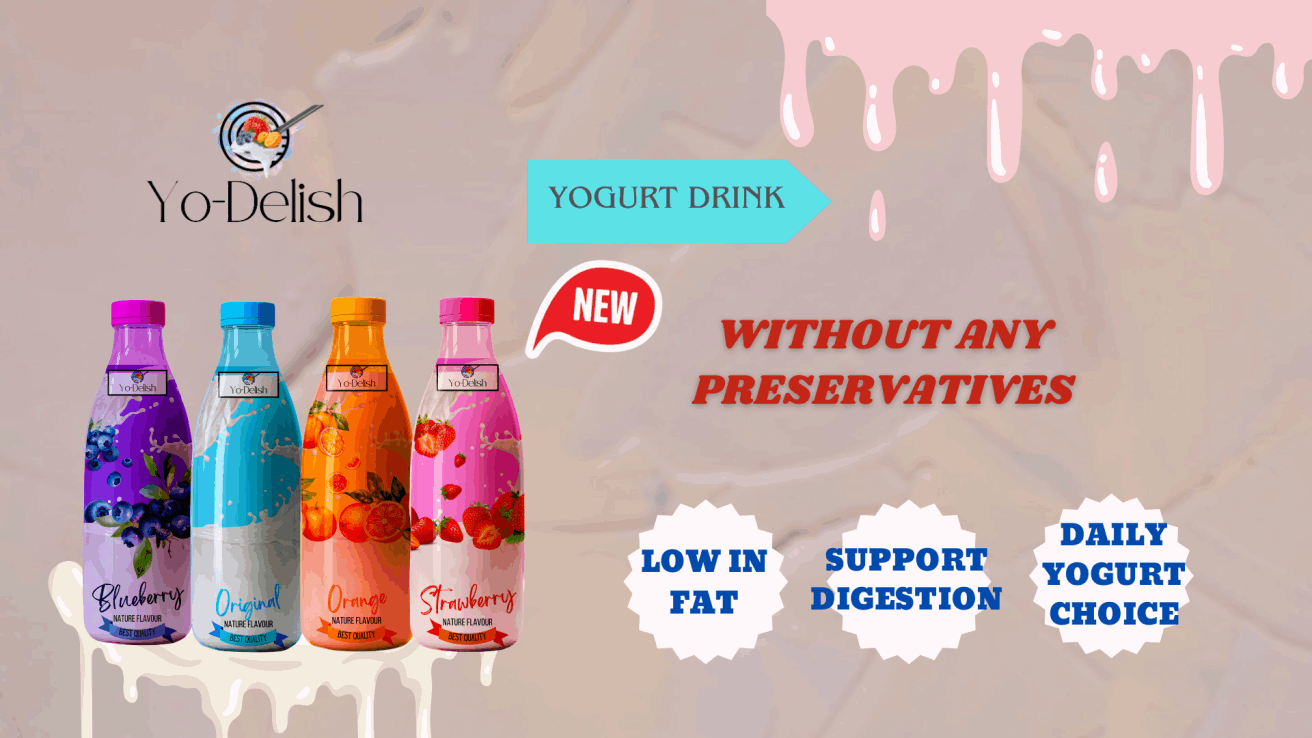 Yo-Delish
YOGURT DRINK
NEW
WITHOUT ANY
PRESERVATIVES
Yo-Delish
Yo-Delish
Yo-Delish
Yo-Delish
Blueberry
NATURE FLAVOUR
BEST QUALITY
Original
NATURE FLAVOUR
BEST QUALITY
Orange
NATURE FLAVOUR
BEST QUALITY
Strawberry
NATURE FLAVOUR
BEST QUALITY
LOW IN
FAT
SUPPORT
DIGESTION
DAILY
YOGURT
CHOICE